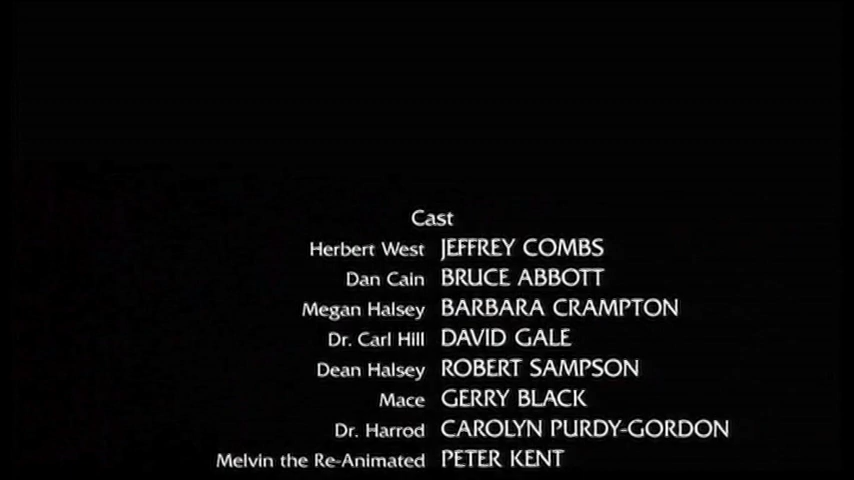 Cast
Herbert West JEFFREY COMBS
Dan Cain BRUCE ABBOTT
Megan Halsey BARBARA CRAMPTON
Dr. Carl Hill DAVID GALE
Dean Halsey ROBERT SAMPSON
Mace GERRY BLACK
Dr. Harrod CAROLYN PURDY-GORDON
Melvin the Re-Animated PETER KENT